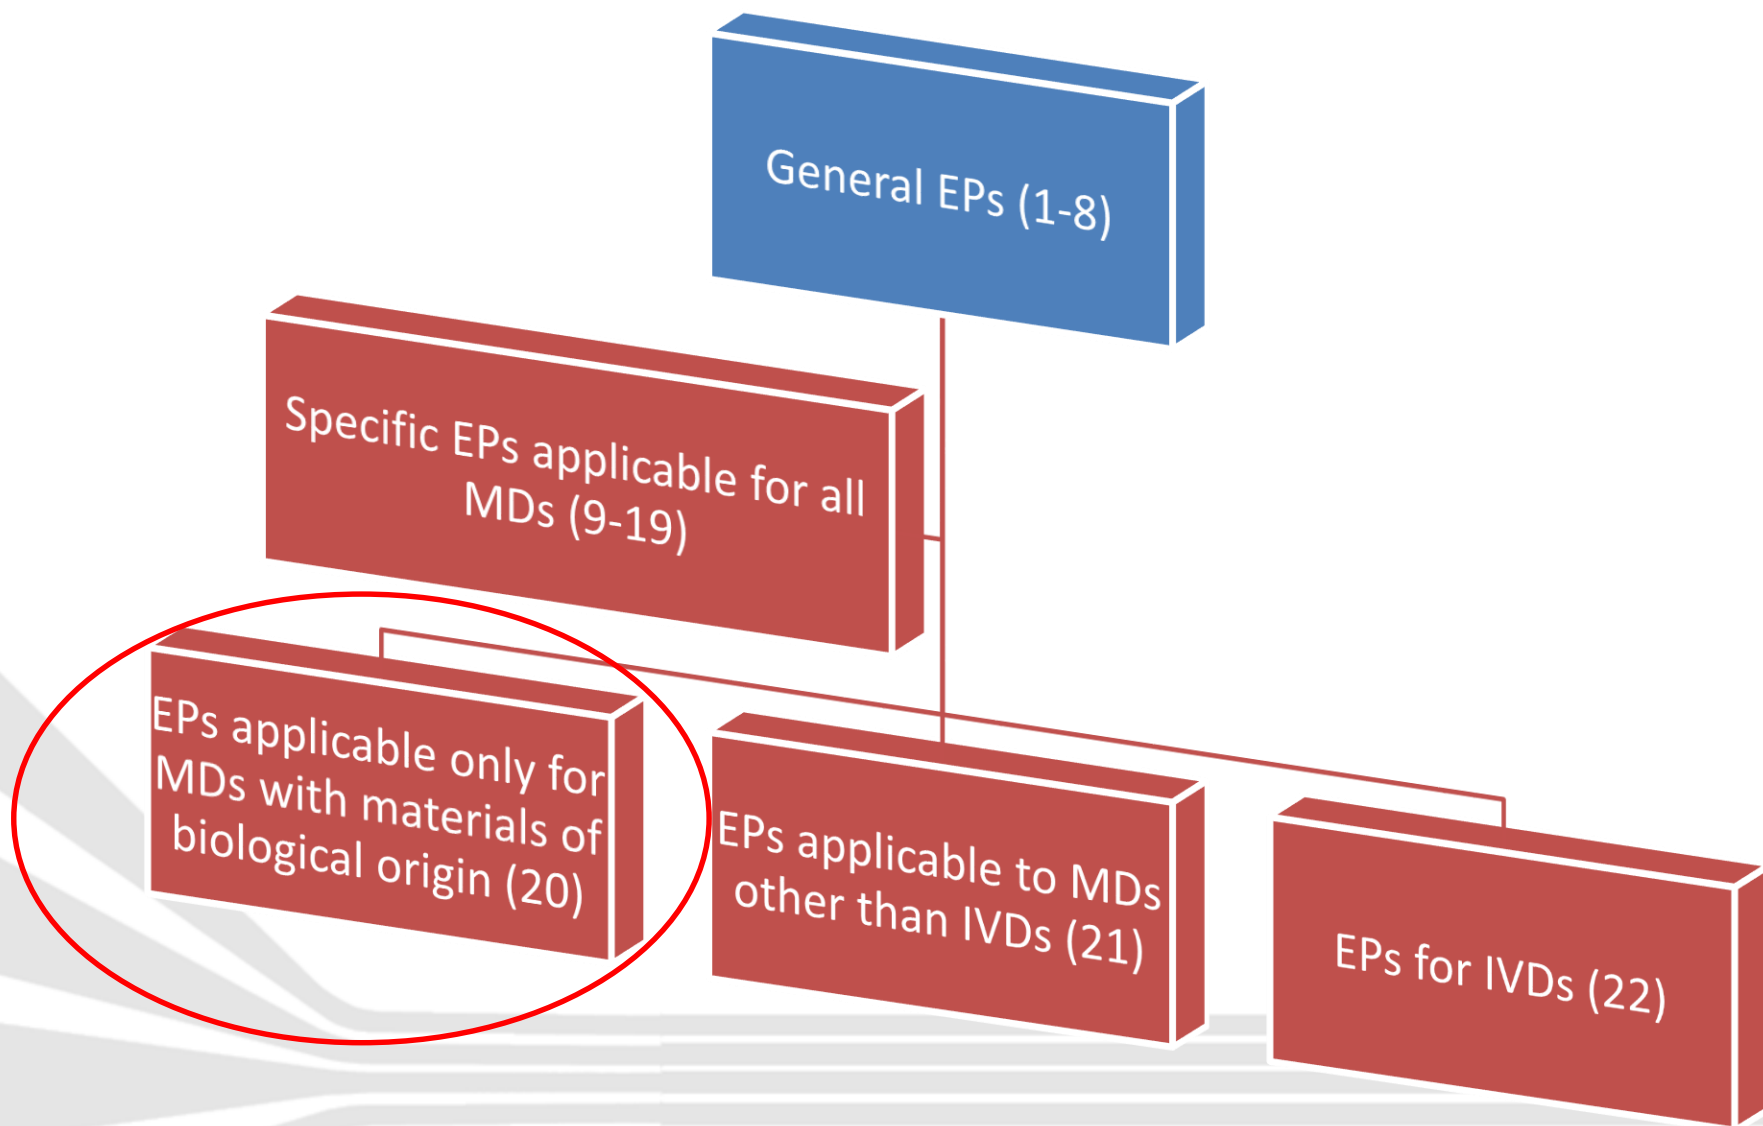 General EPs (1-8)
Specific EPs applicable for all
MDs (9-19)
EPs applicable only for
MDs with materials of
biological origin (20)
EPs applicable to MDs
other than IVDs (21)
EPs for IVDs (22)